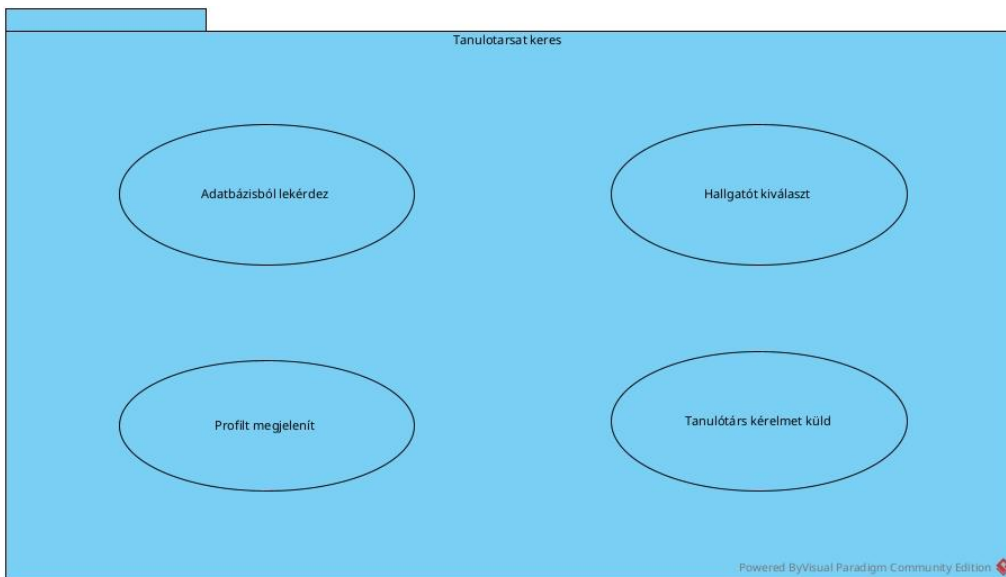 Tanulotarsat keres
Adatbázisból lekérdez
Hallgatót kiválaszt
Profilt megjelenít
Tanulótárs kérelmet küld
Powered ByVisual Paradigm Community Edition